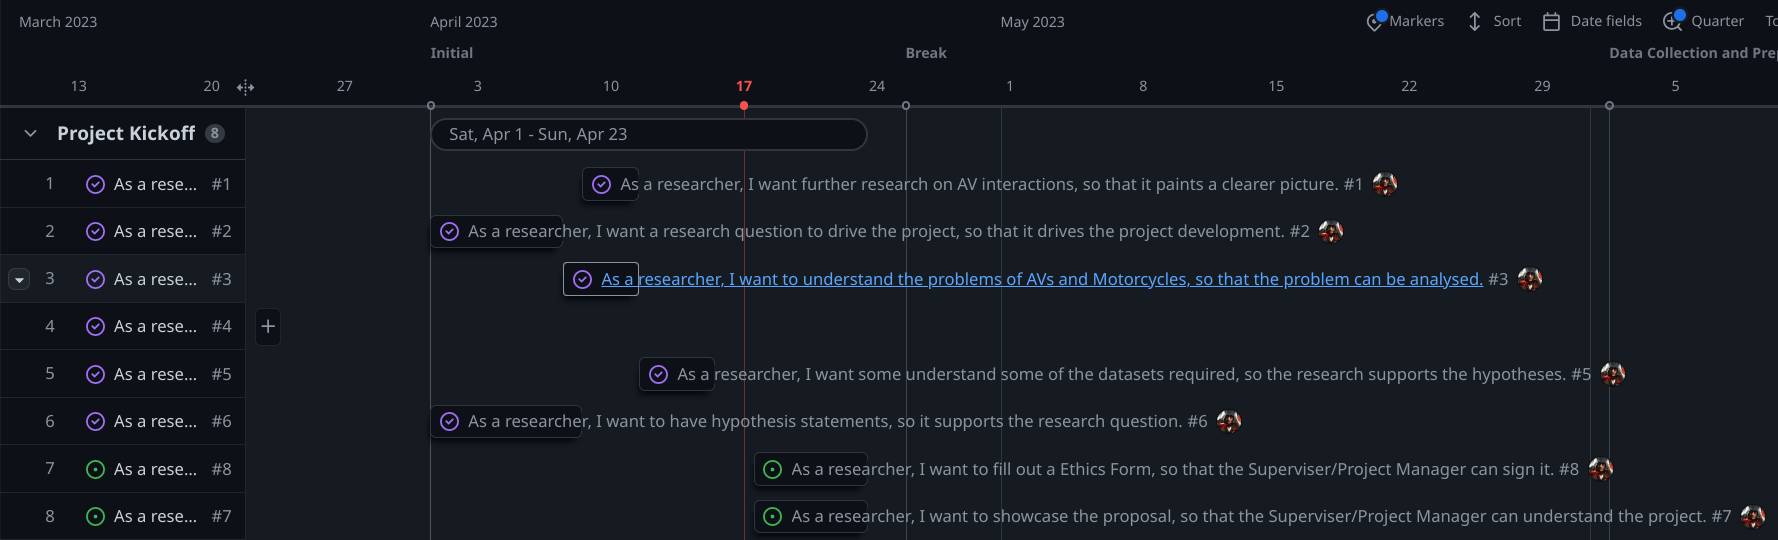 March 2023 April 2023 May 2023 Markers Sort Date fields Quarter To
Initial Break Data Collection and Prep
13 20 27 3 10 17 24 1 8 15 22 29 5
Project Kickoff 8 Sat, Apr 1 - Sun, Apr 23
1 As a rese... #1 As a researcher, I want further research on AV interactions, so that it paints a clearer picture. #1
2 As a rese... #2 As a researcher, I want a research question to drive the project, so that it drives the project development. #2
3 As a rese... #3 As a researcher, I want to understand the problems of AVs and Motorcycles, so that the problem can be analysed. #3
4 As a rese... #4
5 As a rese... #5 As a researcher, I want some understand some of the datasets required, so the research supports the hypotheses. #5
6 As a rese... #6 As a researcher, I want to have hypothesis statements, so it supports the research question. #6
7 As a rese... #8 As a researcher, I want to fill out a Ethics Form, so that the Superviser/Project Manager can sign it. #8
8 As a rese... #7 As a researcher, I want to showcase the proposal, so that the Superviser/Project Manager can understand the project. #7